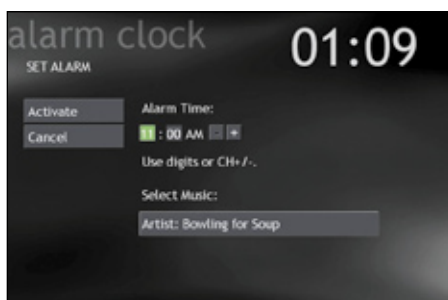 alarm clock
01:09
SET ALARM
Activate
Cancel
Alarm Time:
11 : 00 AM - +
Use digits or CH+/-.
Select Music:
Artist: Bowling for Soup